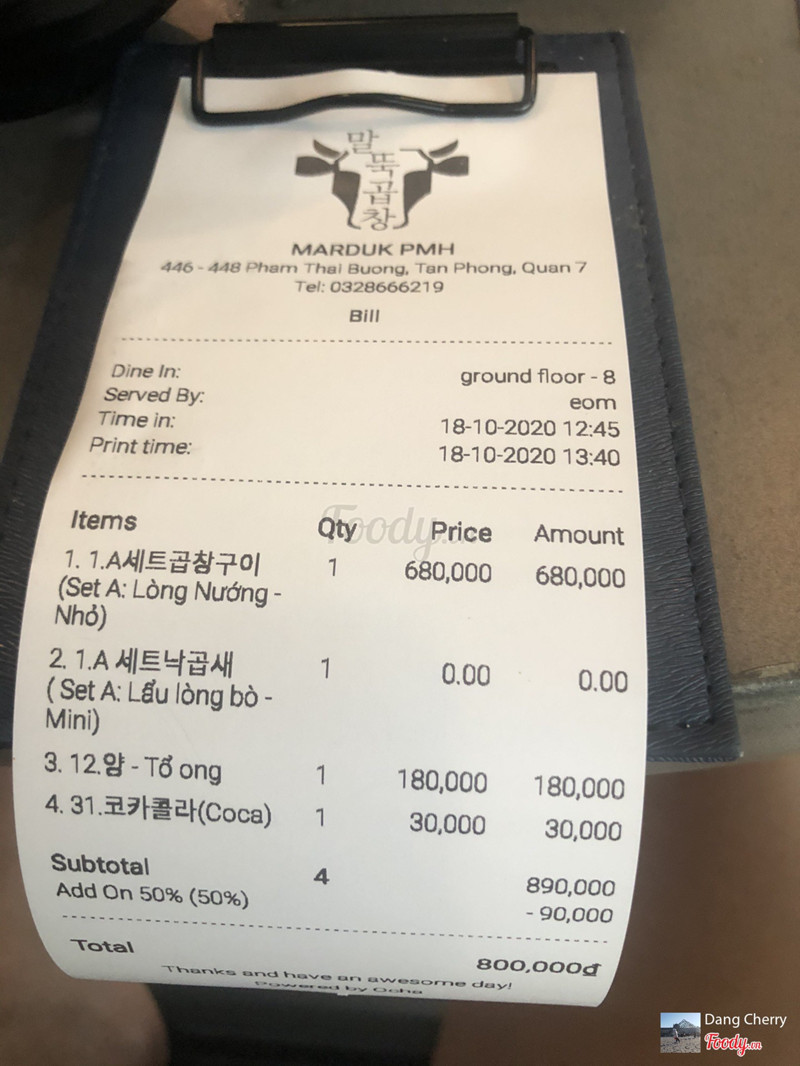 말
뚝
곱
창
MARDUK PMH
446 - 448 Pham Thai Buong, Tan Phong, Quan 7
Tel: 0328666219
Bill
Dine In: ground floor - 8
Served By: eom
Time in: 18-10-2020 12:45
Print time: 18-10-2020 13:40
Foody.vn
Items Qty Price Amount
1. 1.A세트곱창구이 1 680,000 680,000
(Set A: Lòng Nướng -
Nhỏ)
2. 1.A 세트낙곱새 1 0.00 0.00
( Set A: Lẩu lòng bò -
Mini)
3. 12.양 - Tổ ong 1 180,000 180,000
4. 31.코카콜라(Coca) 1 30,000 30,000
Subtotal 4 890,000
Add On 50% (50%) - 90,000
Total 800,000đ
Thanks and have an awesome day!
Powered by Ocha
Dang Cherry
Foody.vn